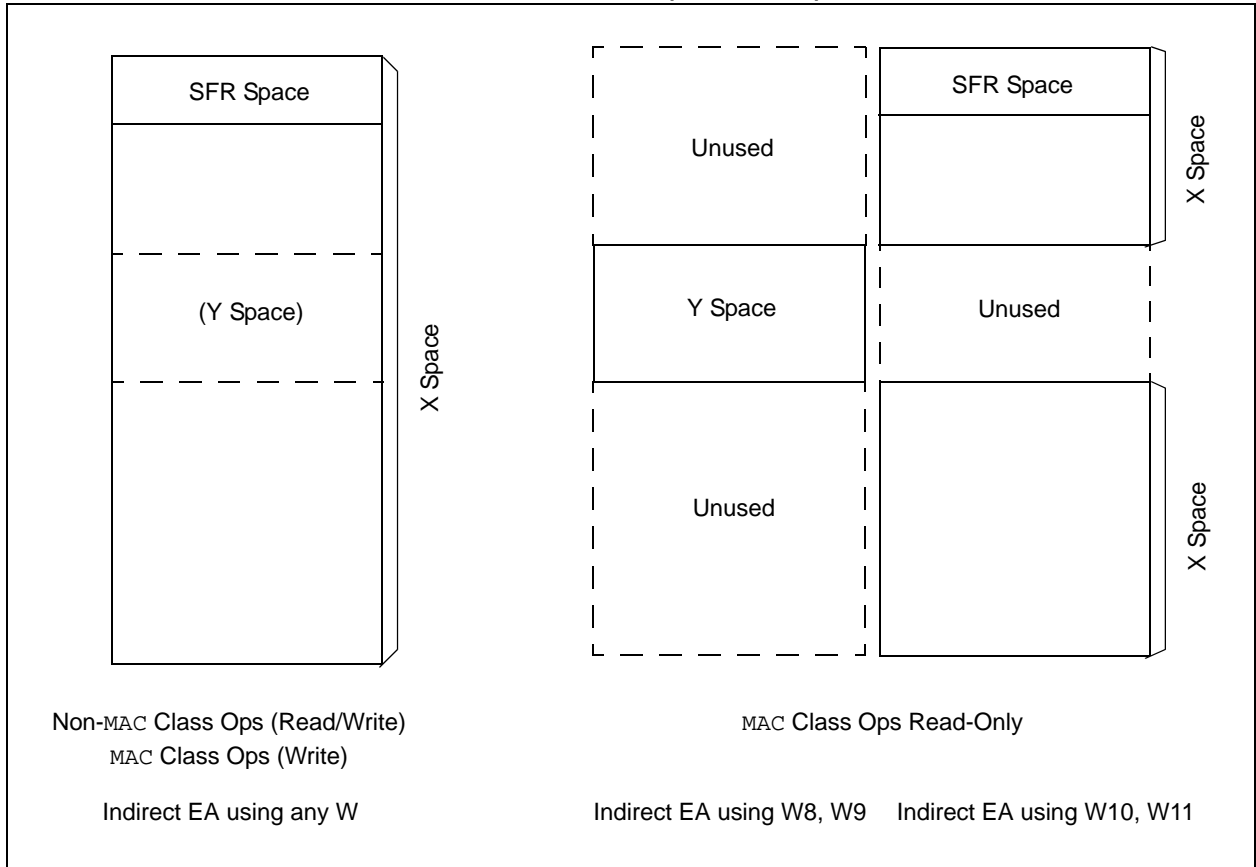 SFR Space
(Y Space)
X Space
Non-MAC Class Ops (Read/Write)
MAC Class Ops (Write)
Indirect EA using any W
Unused
Y Space
Unused
SFR Space
X Space
Unused
X Space
MAC Class Ops Read-Only
Indirect EA using W8, W9
Indirect EA using W10, W11